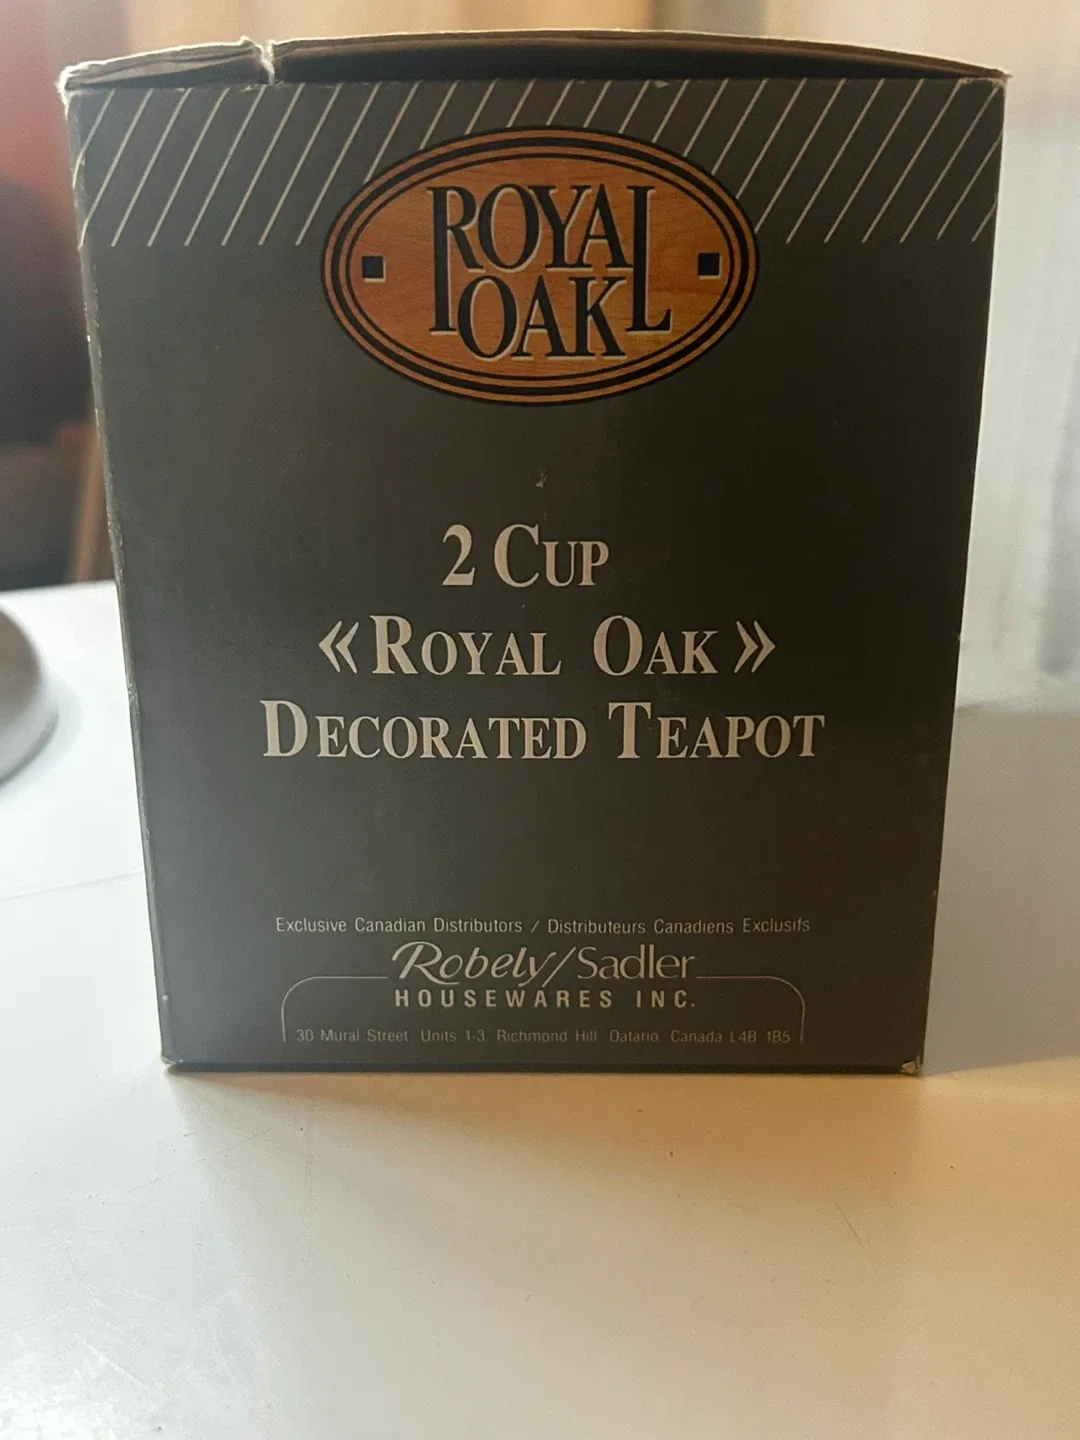 ROYAL
OAK
2 CUP
«ROYAL OAK»
DECORATED TEAPOT
Exclusive Canadian Distributors / Distributeurs Canadiens Exclusifs
Robely/Sadler
HOUSEWARES INC.
30 Mural Street Units 1-3 Richmond Hill Ontario Canada L4B 1B5